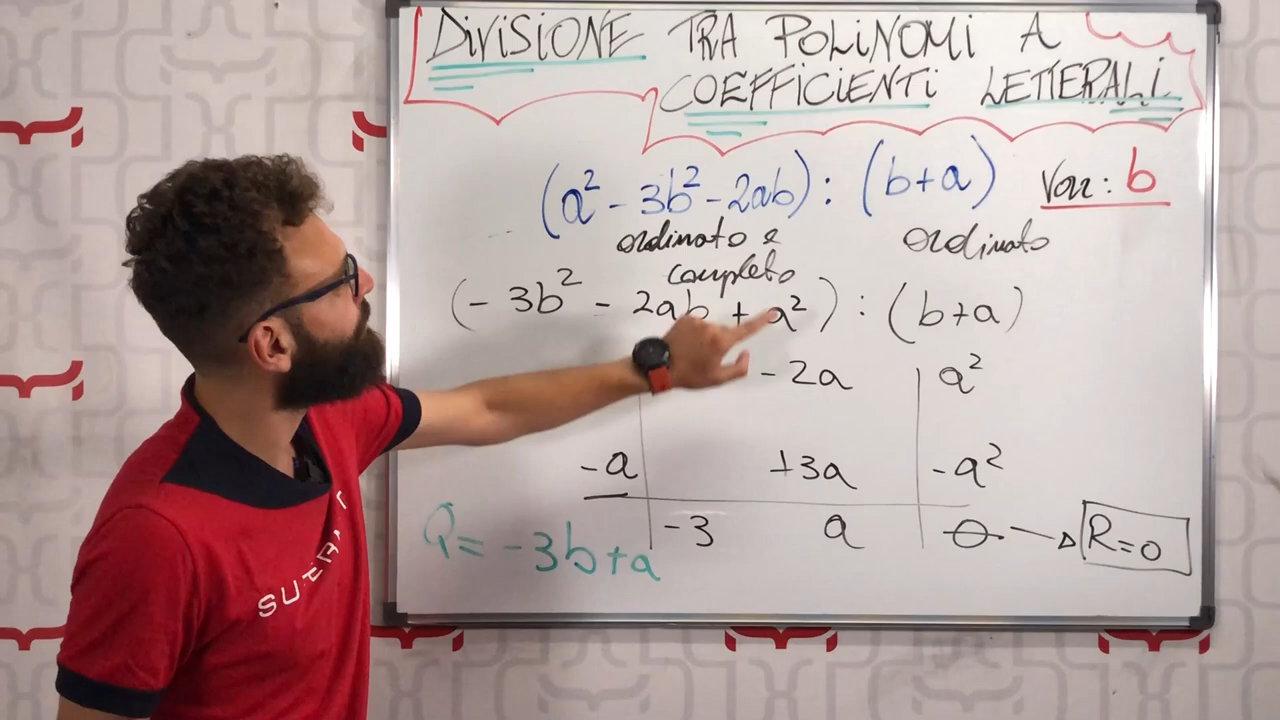 DIVISIONE TRA POLINOMI A
COEFFICIENTI LETTERALI
(a² - 3b² - 2ab) : (b+a) Var : b
ordinato e ordinato
completo
(- 3b² - 2ab + a²) : (b+a)
-2a a²
-a +3a -a²
-3 a 0 → R=0
Q = -3b+a